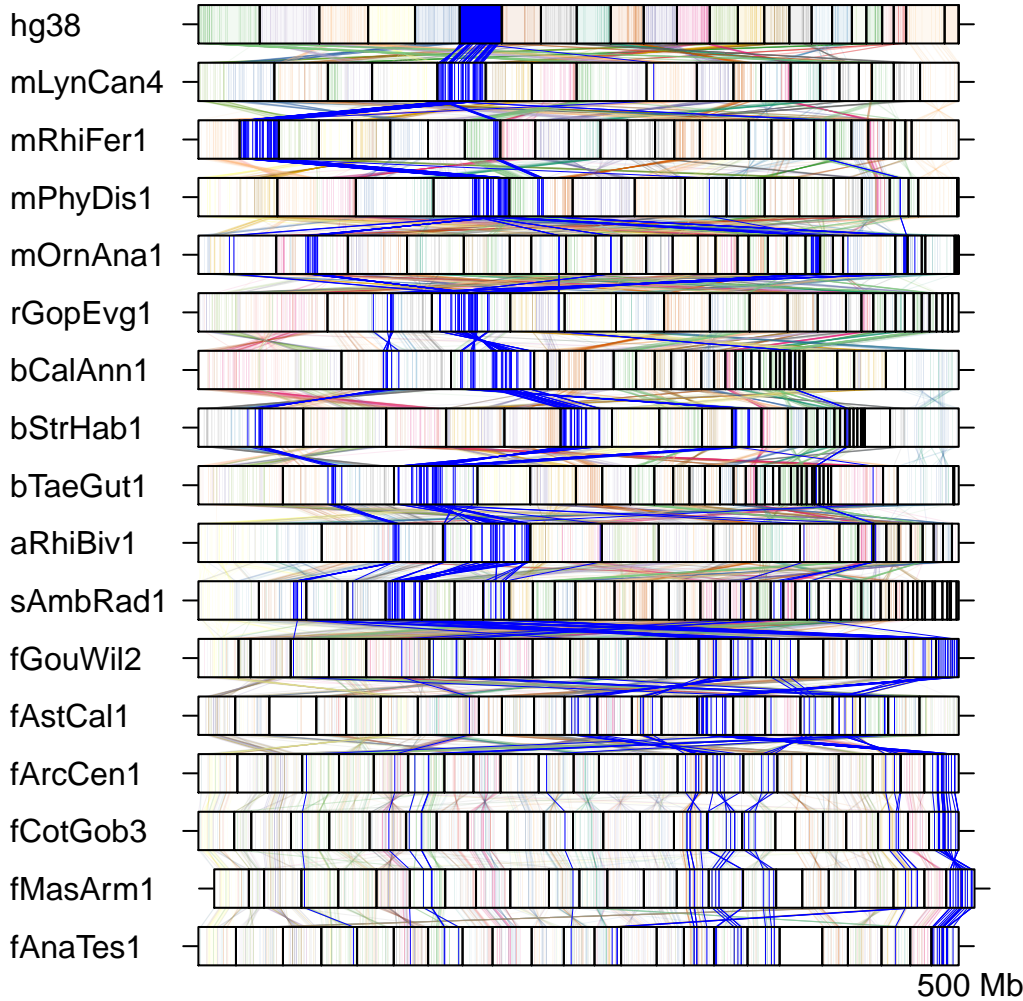 hg38
mLynCan4
mRhiFer1
mPhyDis1
mOrnAna1
rGopEvg1
bCalAnn1
bStrHab1
bTaeGut1
aRhiBiv1
sAmbRad1
fGouWil2
fAstCal1
fArcCen1
fCotGob3
fMasArm1
fAnaTes1
500 Mb